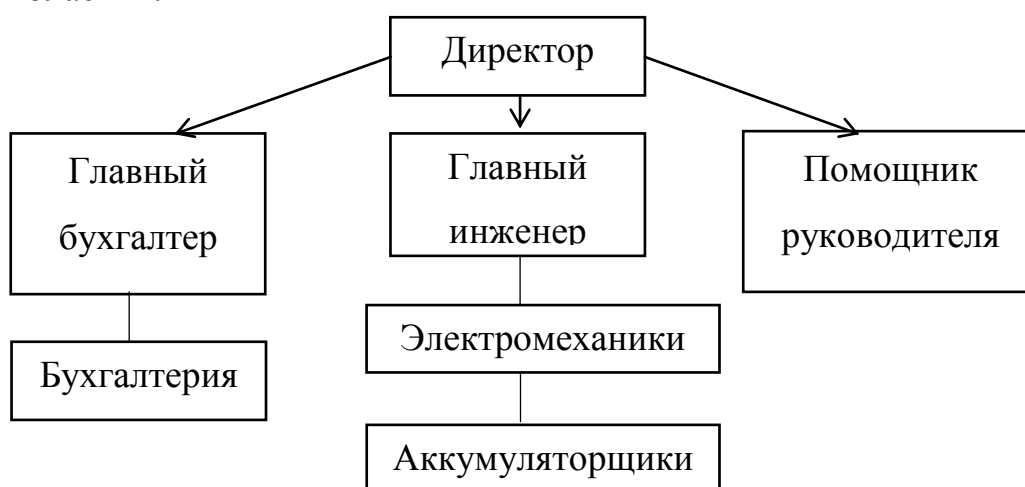 Директор
Главный
бухгалтер
Главный
инженер
Помощник
руководителя
Электромеханики
Бухгалтерия
Аккумуляторщики